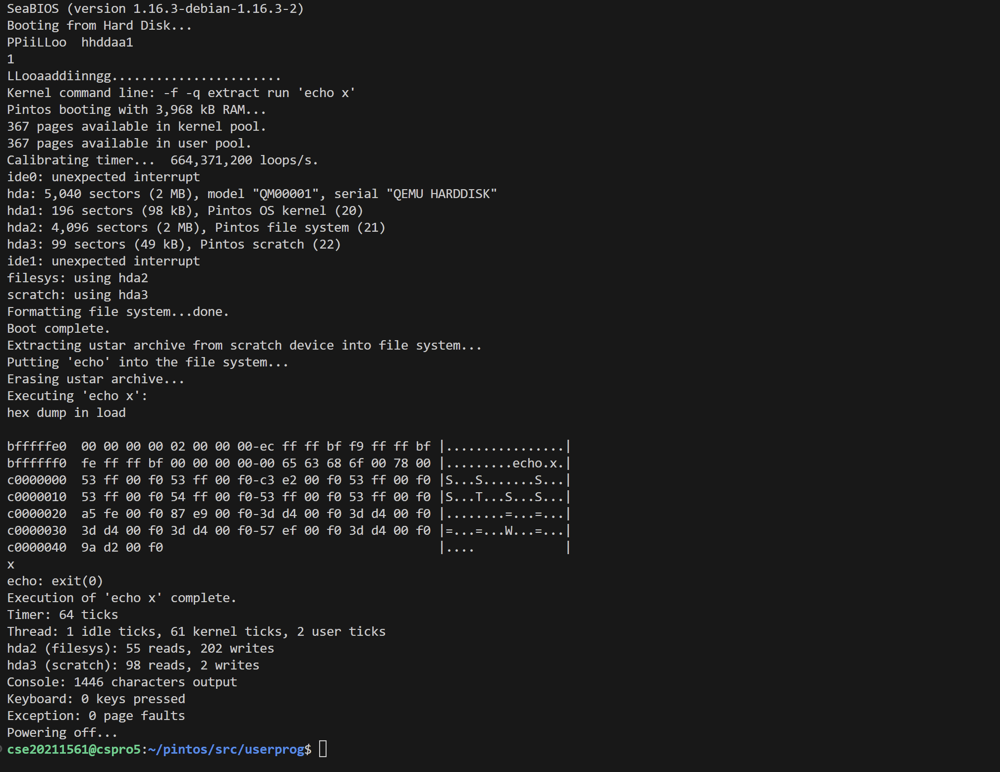 SeaBIOS (version 1.16.3-debian-1.16.3-2)
Booting from Hard Disk...
PPiiLLoo  hhddaa1
1
LLooaaddiinngg.......................
Kernel command line: -f -q extract run 'echo x'
Pintos booting with 3,968 kB RAM...
367 pages available in kernel pool.
367 pages available in user pool.
Calibrating timer...  664,371,200 loops/s.
ide0: unexpected interrupt
hda: 5,040 sectors (2 MB), model "QM00001", serial "QEMU HARDDISK"
hda1: 196 sectors (98 kB), Pintos OS kernel (20)
hda2: 4,096 sectors (2 MB), Pintos file system (21)
hda3: 99 sectors (49 kB), Pintos scratch (22)
ide1: unexpected interrupt
filesys: using hda2
scratch: using hda3
Formatting file system...done.
Boot complete.
Extracting ustar archive from scratch device into file system...
Putting 'echo' into the file system...
Erasing ustar archive...
Executing 'echo x':
hex dump in load
bfffffe0  00 00 00 00 02 00 00 00-ec ff ff bf f9 ff ff bf |................|
bffffff0  fe ff ff bf 00 00 00 00-00 65 63 68 6f 00 78 00 |.........echo.x.|
c0000000  53 ff 00 f0 53 ff 00 f0-c3 e2 00 f0 53 ff 00 f0 |S...S.......S...|
c0000010  53 ff 00 f0 54 ff 00 f0-53 ff 00 f0 53 ff 00 f0 |S...T...S...S...|
c0000020  a5 fe 00 f0 87 e9 00 f0-3d d4 00 f0 3d d4 00 f0 |........=...=...|
c0000030  3d d4 00 f0 3d d4 00 f0-57 ef 00 f0 3d d4 00 f0 |=...=...W...=...|
c0000040  9a d2 00 f0                                     |....            |
x
echo: exit(0)
Execution of 'echo x' complete.
Timer: 64 ticks
Thread: 1 idle ticks, 61 kernel ticks, 2 user ticks
hda2 (filesys): 55 reads, 202 writes
hda3 (scratch): 98 reads, 2 writes
Console: 1446 characters output
Keyboard: 0 keys pressed
Exception: 0 page faults
Powering off...
cse20211561@cspro5:~/pintos/src/userprog$